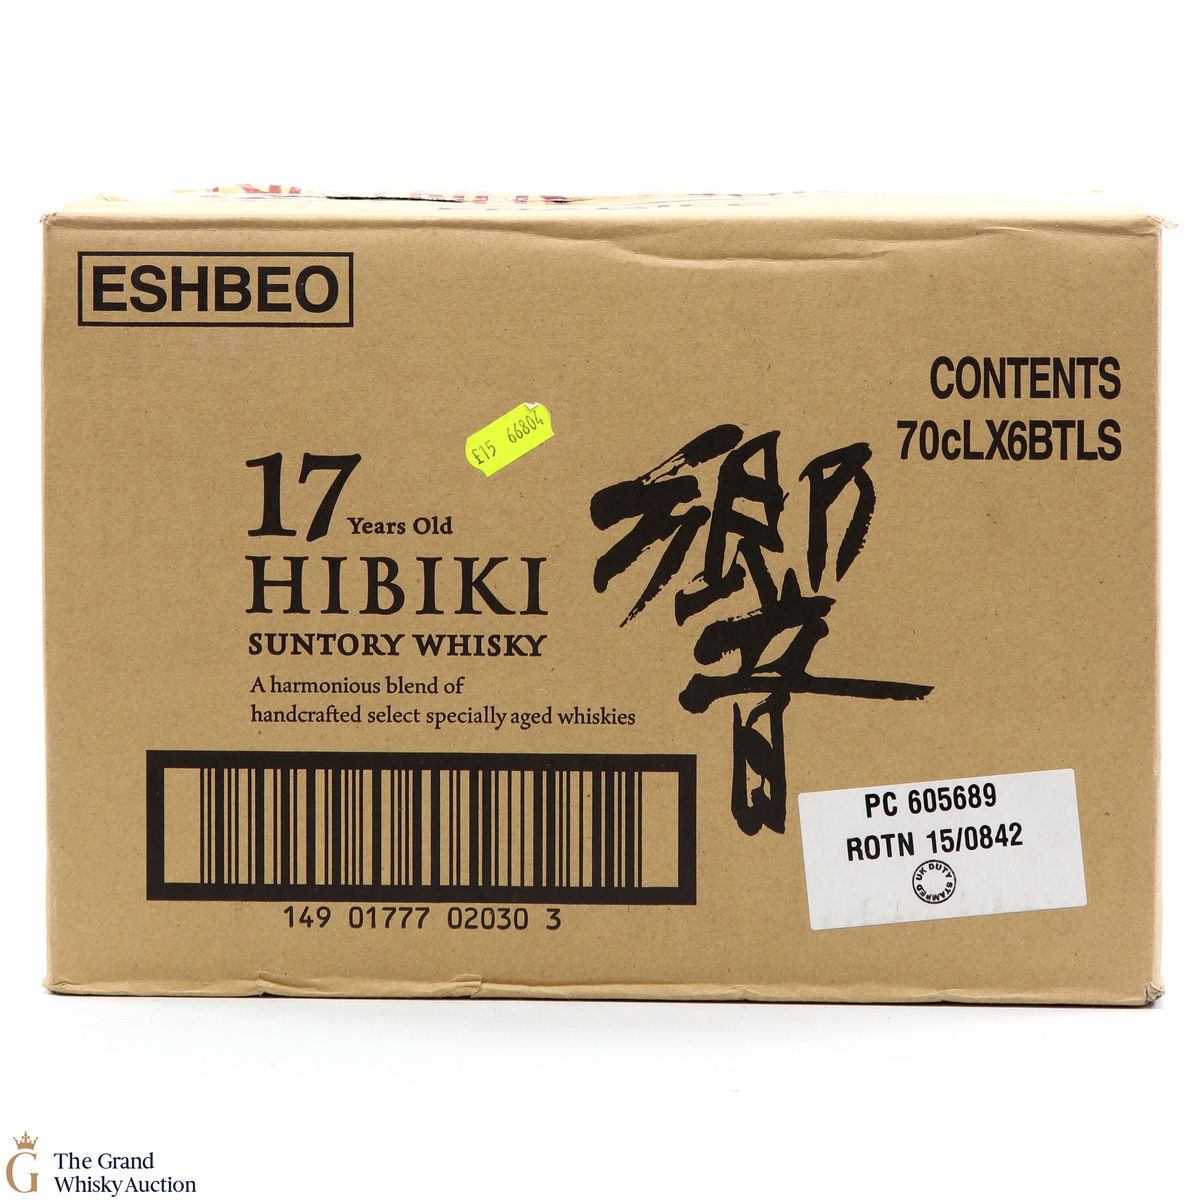 ESHBEO
CONTENTS
70cLX6BTLS
£15 66804
17 Years Old
HIBIKI
SUNTORY WHISKY
A harmonious blend of
handcrafted select specially aged whiskies
響
149 01777 02030 3
PC 605689
ROTN 15/0842
UK DUTY STAMPED
G
The Grand
Whisky Auction